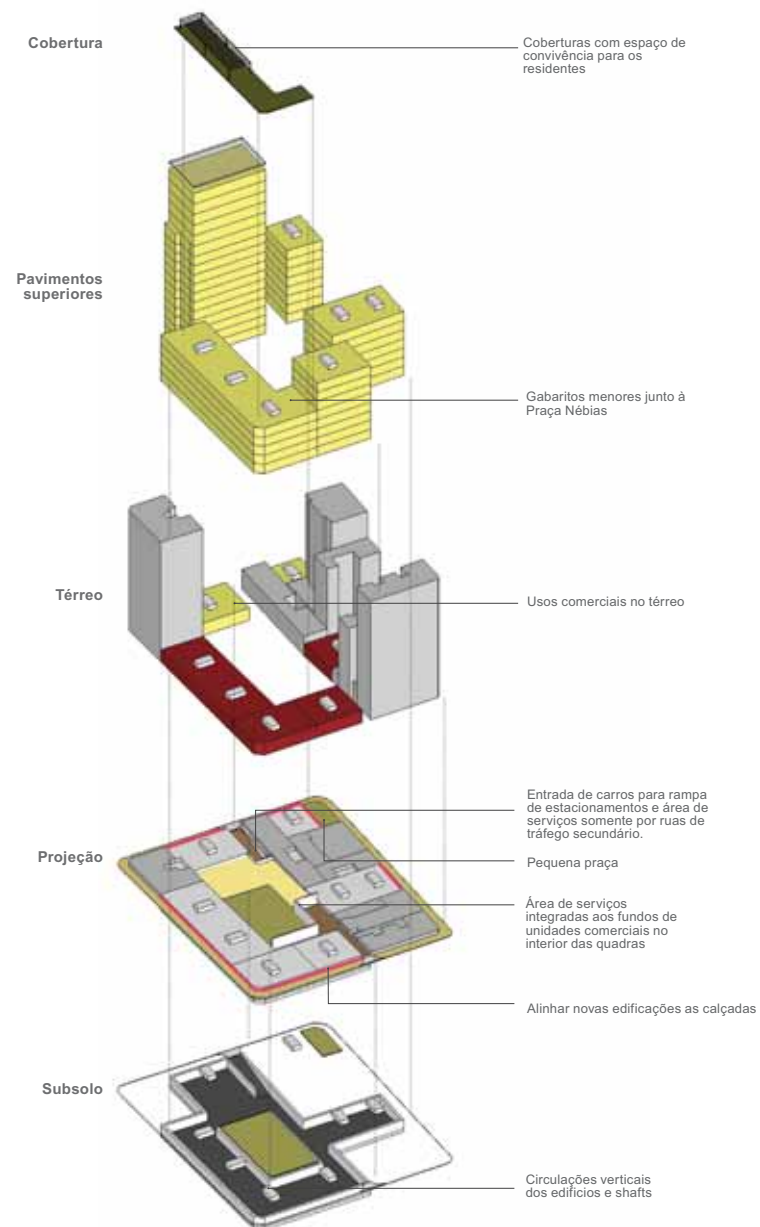 Cobertura
Coberturas com espaço de
convivência para os
residentes
Pavimentos
superiores
Gabaritos menores junto à
Praça Nébias
Térreo
Usos comerciais no térreo
Entrada de carros para rampa
de estacionamentos e área de
serviços somente por ruas de
tráfego secundário.
Projeção
Pequena praça
Área de serviços
integradas aos fundos de
unidades comerciais no
interior das quadras
Alinhar novas edificações as calçadas
Subsolo
Circulações verticais
dos edificios e shafts